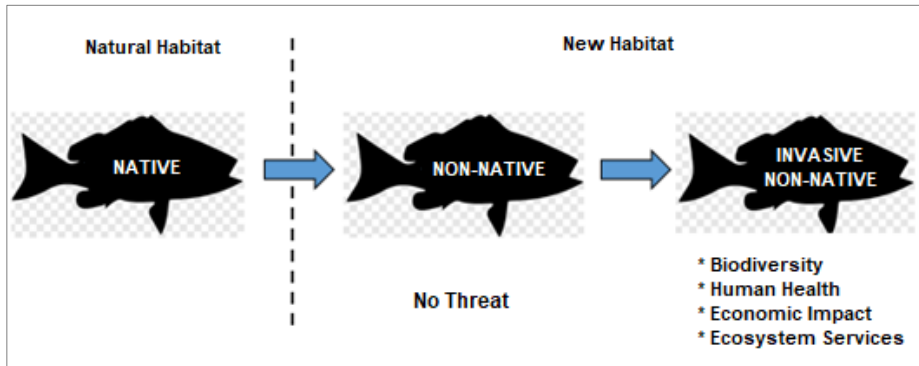 Natural Habitat
New Habitat
NATIVE
NON-NATIVE
INVASIVE
NON-NATIVE
No Threat
* Biodiversity
* Human Health
* Economic Impact
* Ecosystem Services